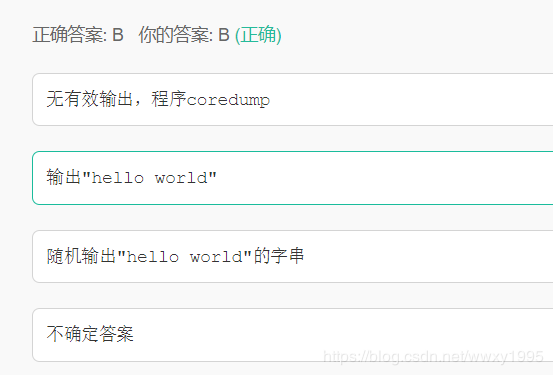 正确答案: B 你的答案: B (正确)
无有效输出，程序coredump
输出"hello world"
随机输出"hello world"的字串
不确定答案
https://blog.csdn.net/wwxy1995